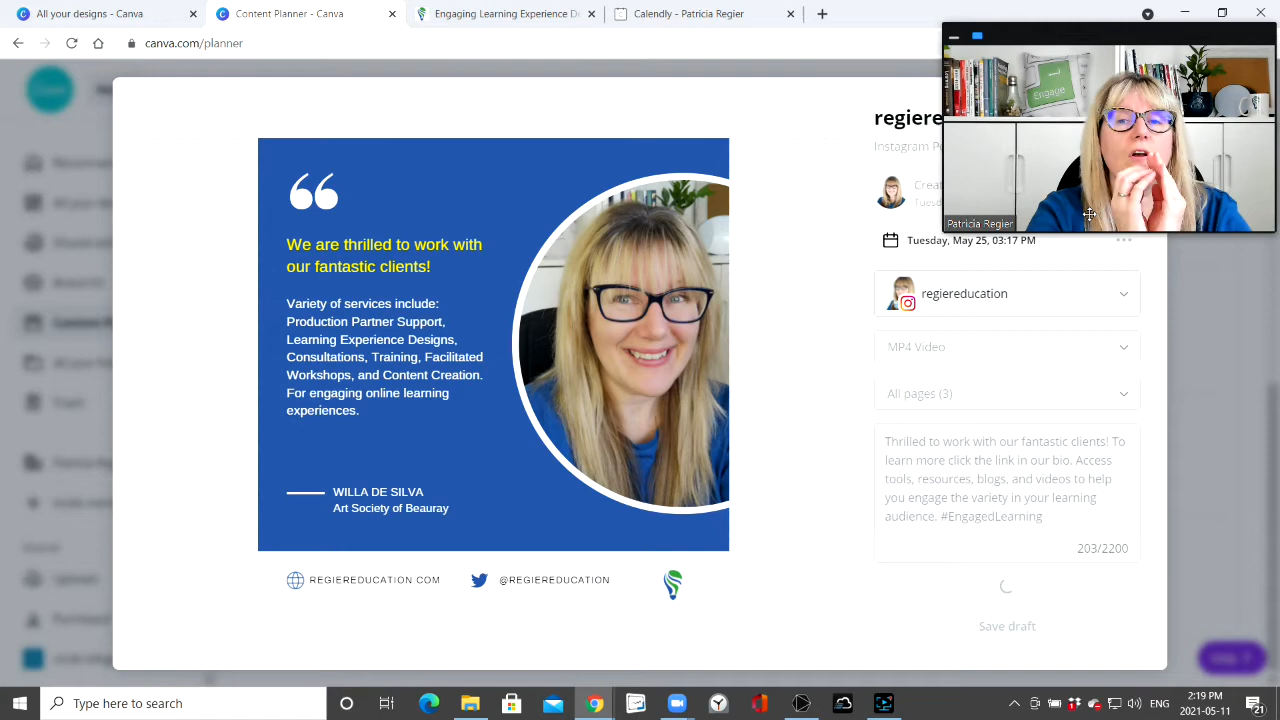 All your designs - Canva
Content Planner - Canva
Engaging Learning Experience De
Calendly - Patricia Regier
canva.com/planner
Engage
Patricia Regier
Instagram Po
Tuesday, May 25, 03:17 PM
regiereducation
MP4 Video
All pages (3)
Thrilled to work with our fantastic clients! To
learn more click the link in our bio. Access
tools, resources, blogs, and videos to help
you engage the variety in your learning
audience. #EngagedLearning
203/2200
Save draft
We are thrilled to work with
our fantastic clients!
Variety of services include:
Production Partner Support,
Learning Experience Designs,
Consultations, Training, Facilitated
Workshops, and Content Creation.
For engaging online learning
experiences.
WILLA DE SILVA
Art Society of Beauray
REGIEREDUCATION.COM
@REGIEREDUCATION
Type here to search
ENG
2:19 PM
2021-05-11
21